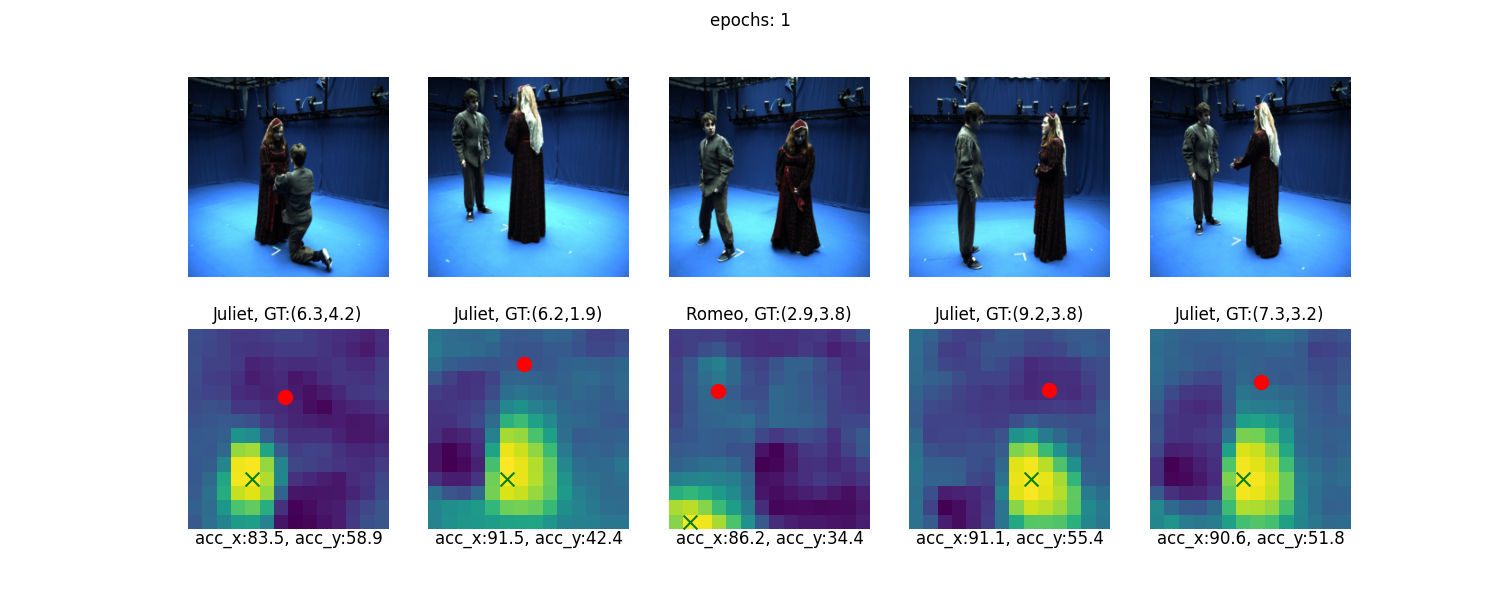 epochs: 1
Juliet, GT:(6.3,4.2)
Juliet, GT:(6.2,1.9)
Romeo, GT:(2.9,3.8)
Juliet, GT:(9.2,3.8)
Juliet, GT:(7.3,3.2)
acc_x:83.5, acc_y:58.9
acc_x:91.5, acc_y:42.4
acc_x:86.2, acc_y:34.4
acc_x:91.1, acc_y:55.4
acc_x:90.6, acc_y:51.8